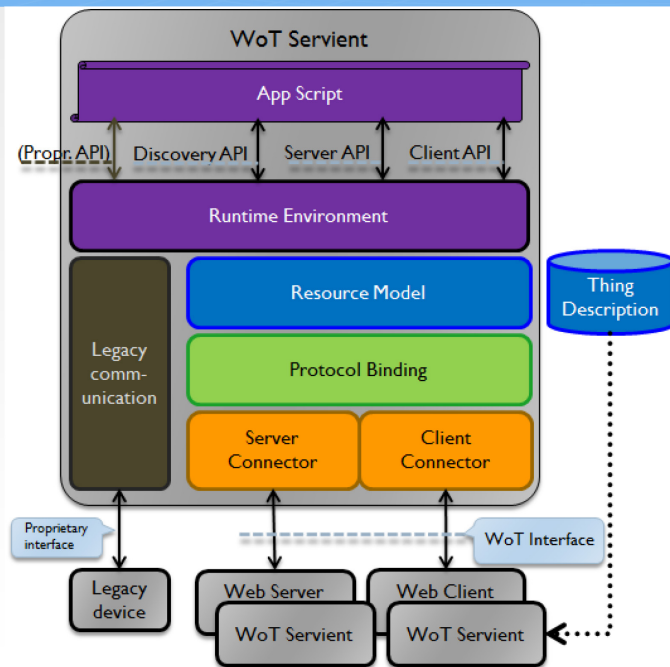 WoT Servient
App Script
(Propr. API)
Discovery API
Server API
Client API
Runtime Environment
Legacy
comm-
unication
Resource Model
Thing
Description
Protocol Binding
Server
Connector
Client
Connector
Proprietary
interface
WoT Interface
Legacy
device
Web Server
WoT Servient
Web Client
WoT Servient